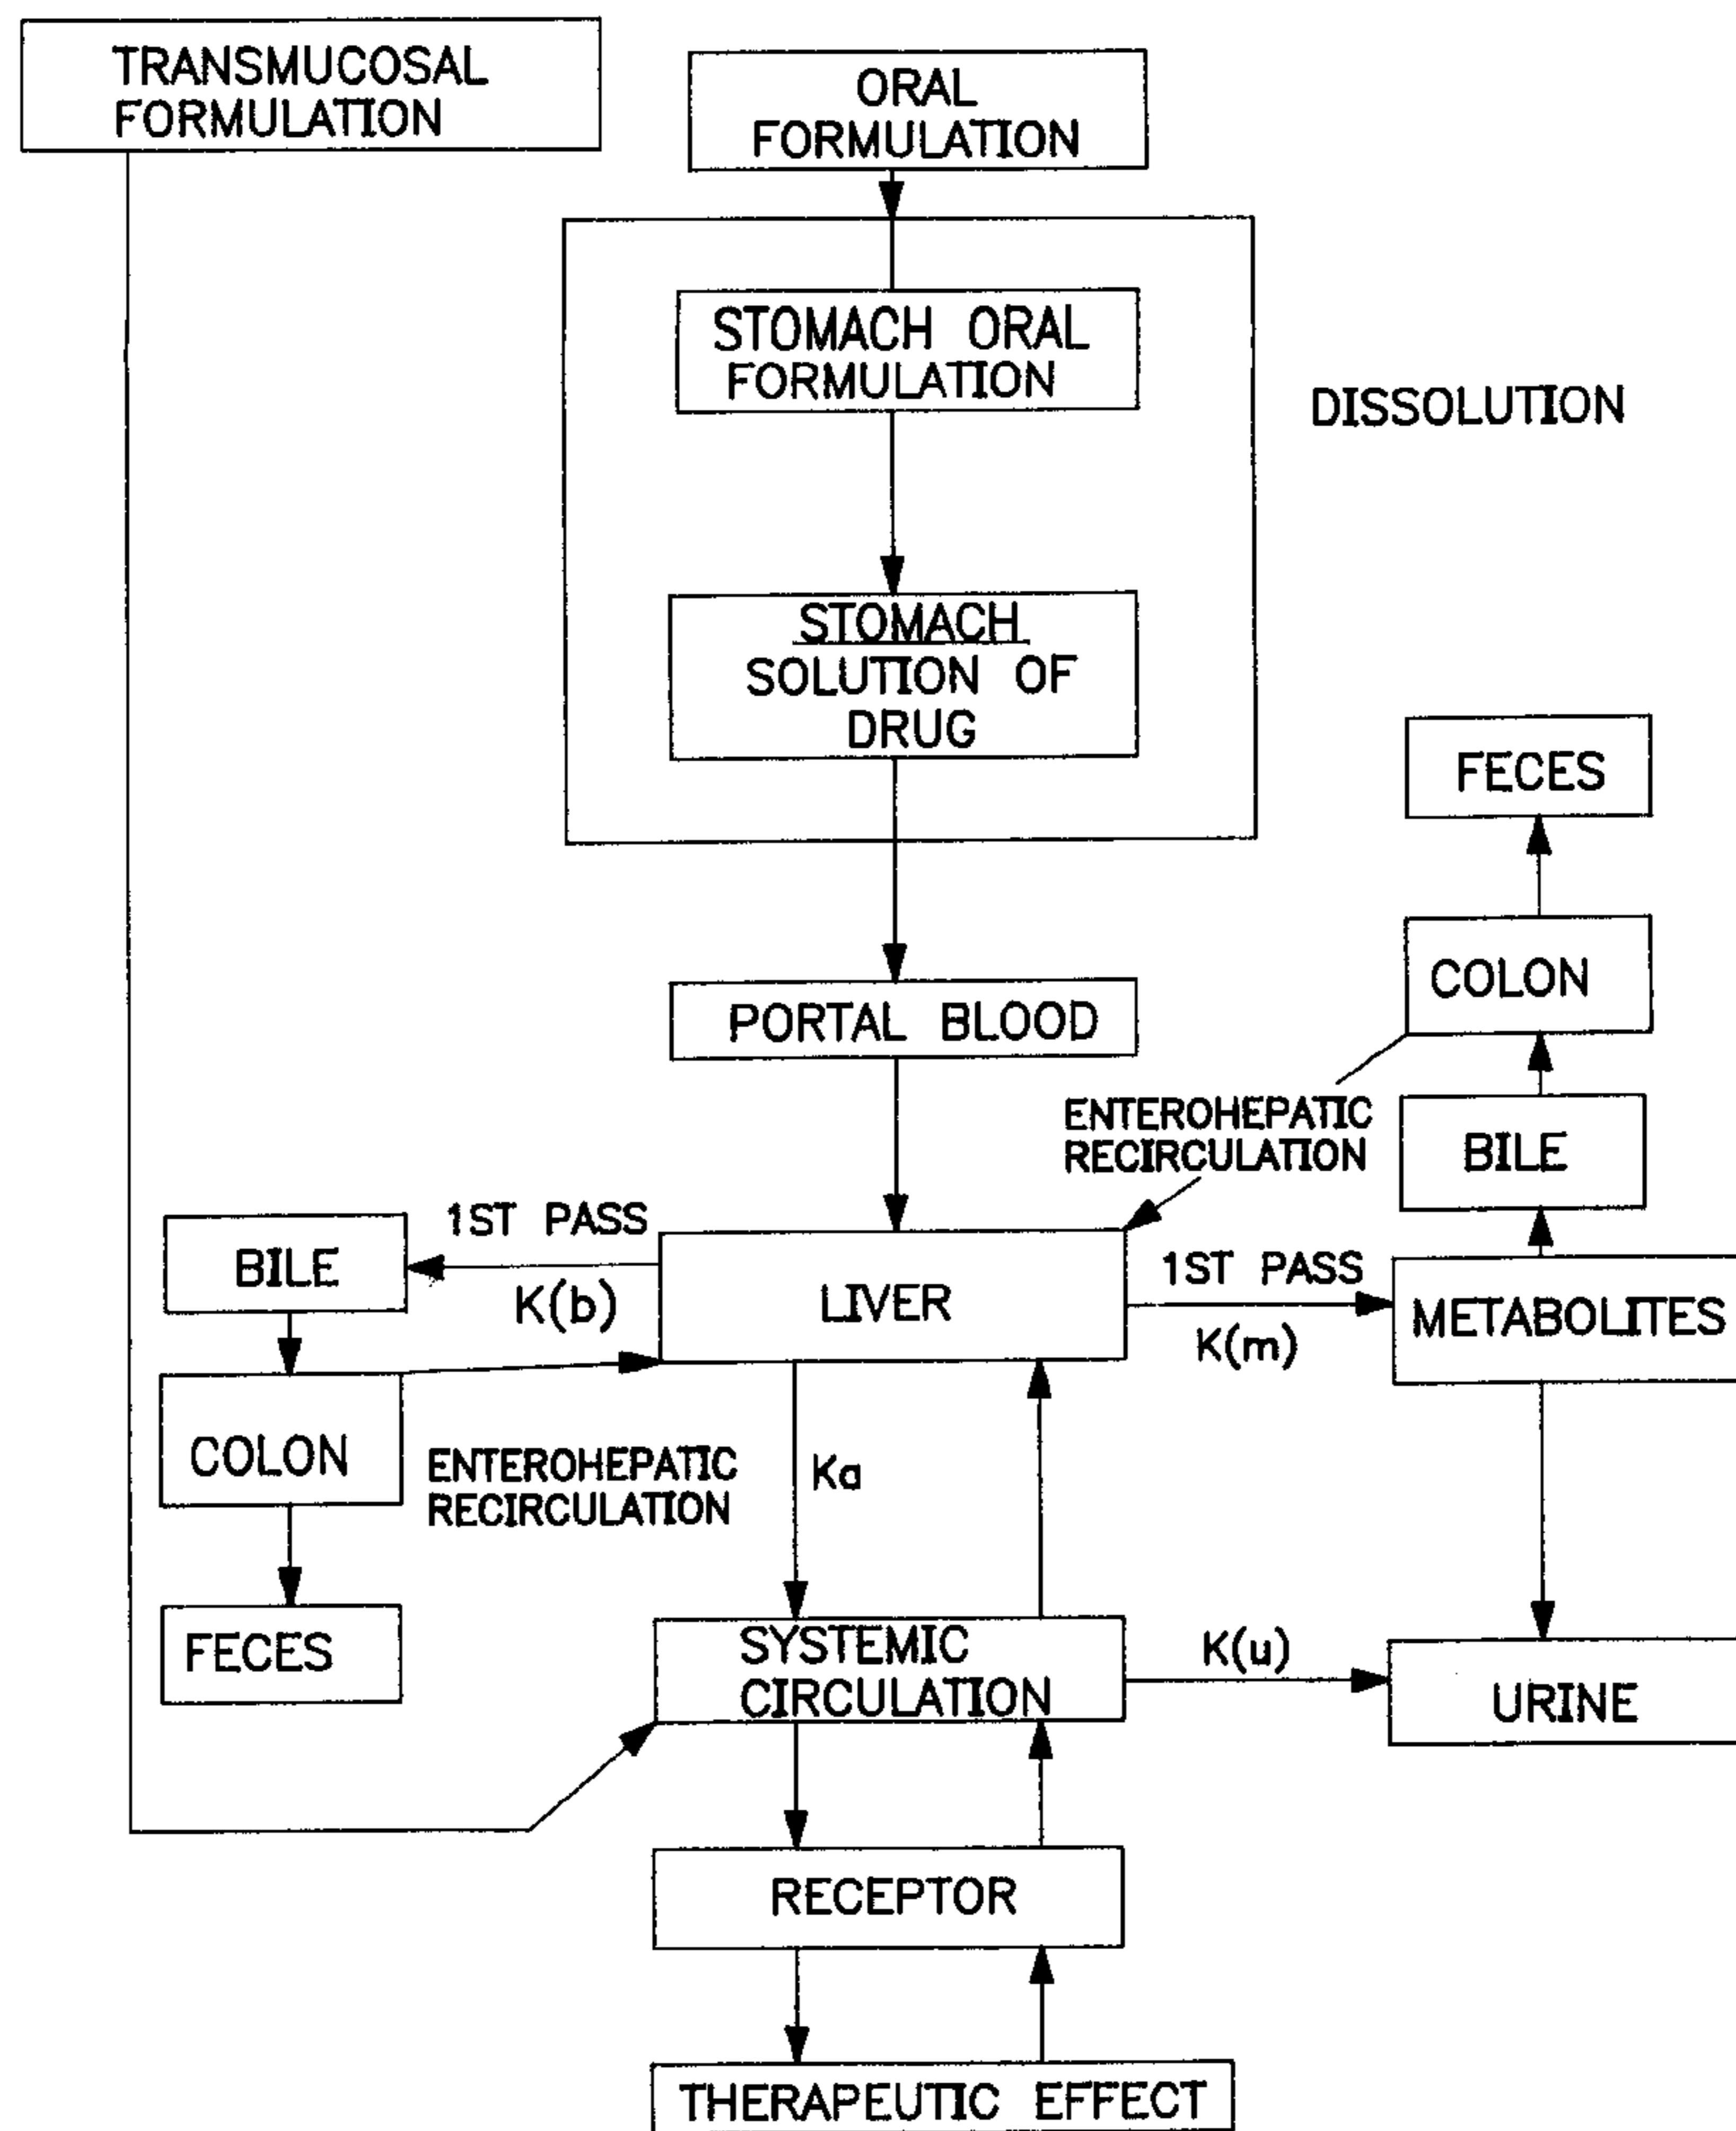 TRANSMUCOSAL
FORMULATION
ORAL
FORMULATION
STOMACH ORAL
FORMULATION
DISSOLUTION
STOMACH
SOLUTION OF
DRUG
FECES
COLON
PORTAL BLOOD
ENTEROHEPATIC
RECIRCULATION
BILE
1ST PASS
BILE
K(b)
LIVER
1ST PASS
K(m)
METABOLITES
COLON
ENTEROHEPATIC
RECIRCULATION
Ka
FECES
SYSTEMIC
CIRCULATION
K(u)
URINE
RECEPTOR
THERAPEUTIC EFFECT